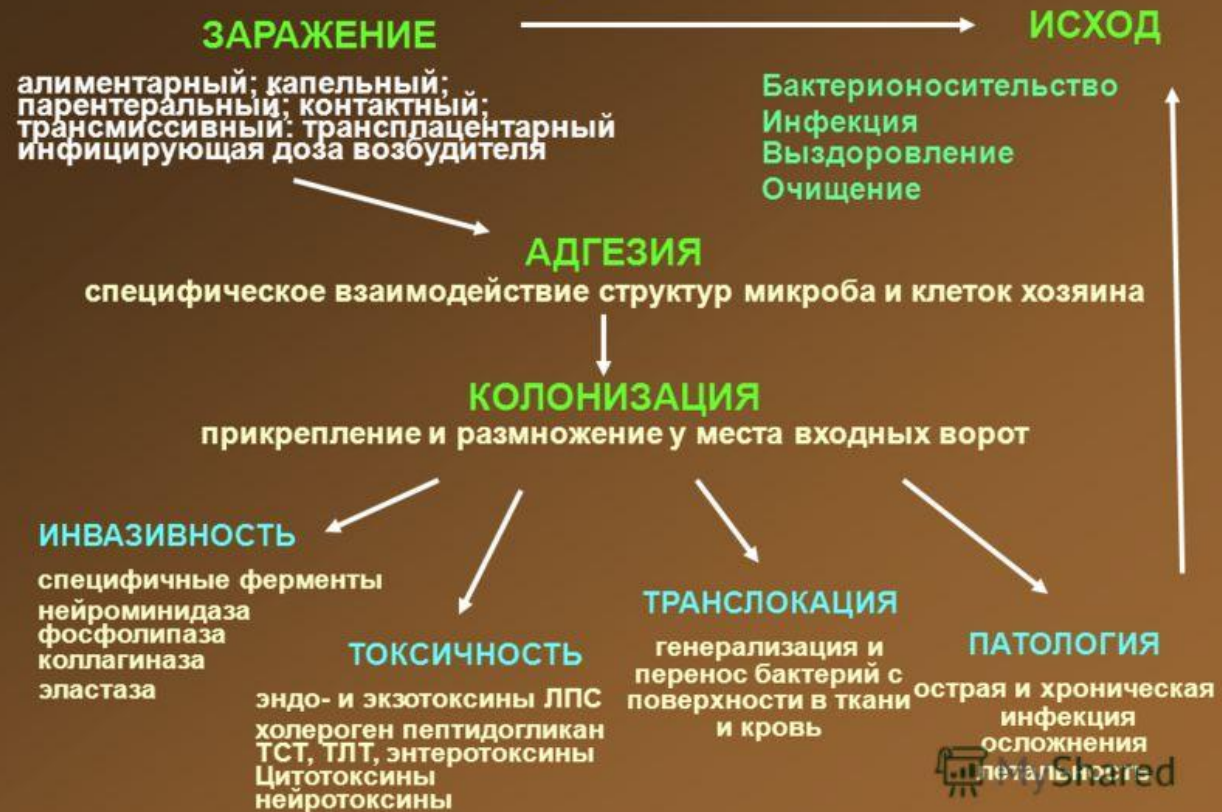 ЗАРАЖЕНИЕ
алиментарный; капельный;
парентеральный; контактный;
трансмиссивный: трансплацентарный
инфицирующая доза возбудителя
ИСХОД
Бактерионосительство
Инфекция
Выздоровление
Очищение
АДГЕЗИЯ
специфическое взаимодействие структур микроба и клеток хозяина
КОЛОНИЗАЦИЯ
прикрепление и размножение у места входных ворот
ИНВАЗИВНОСТЬ
специфичные ферменты
нейроминидаза
фосфолипаза
коллагиназа
эластаза
ТОКСИЧНОСТЬ
эндо- и экзотоксины ЛПС
холероген пептидогликан
ТСТ, ТЛТ, энтеротоксины
Цитотоксины
нейротоксины
ТРАНСЛОКАЦИЯ
генерализация и
перенос бактерий с
поверхности в ткани
и кровь
ПАТОЛОГИЯ
острая и хроническая
инфекция
осложнения
летальность
MyShared